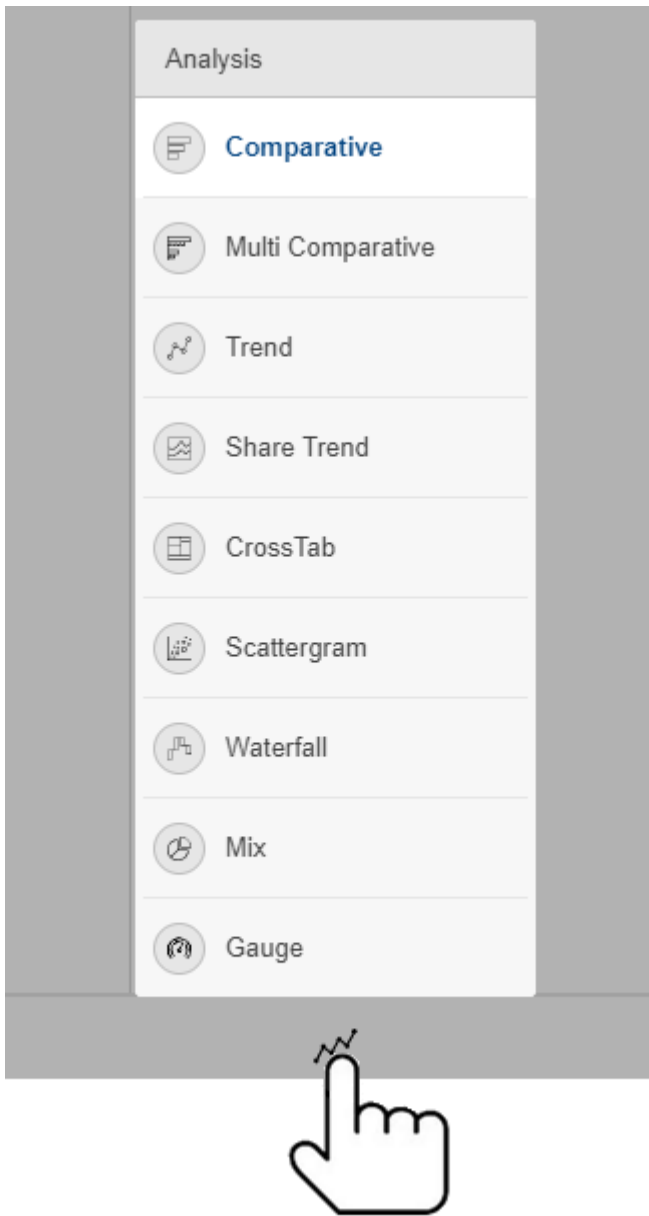 Analysis
Comparative
Multi Comparative
Trend
Share Trend
CrossTab
Scattergram
Waterfall
Mix
Gauge